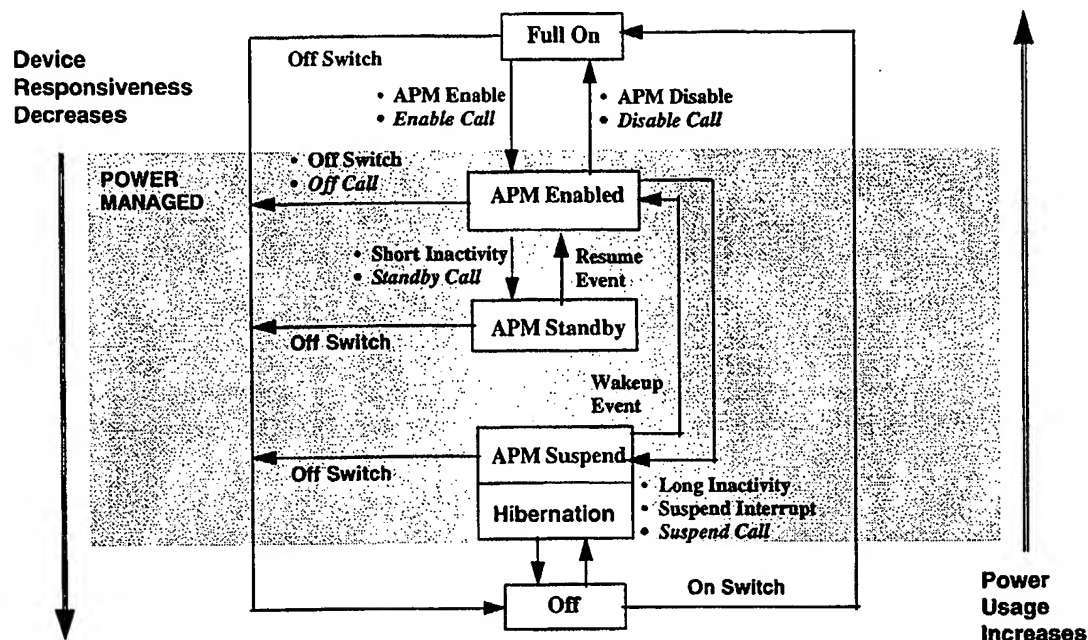 Full On
Off Switch
Device
Responsiveness
Decreases
• APM Enable
• Enable Call
• APM Disable
• Disable Call
POWER
MANAGED
• Off Switch
• Off Call
APM Enabled
• Short Inactivity
• Standby Call
Resume
Event
APM Standby
Off Switch
Wakeup
Event
APM Suspend
Off Switch
Hibernation
• Long Inactivity
• Suspend Interrupt
• Suspend Call
Off
On Switch
Power
Usage
Increases